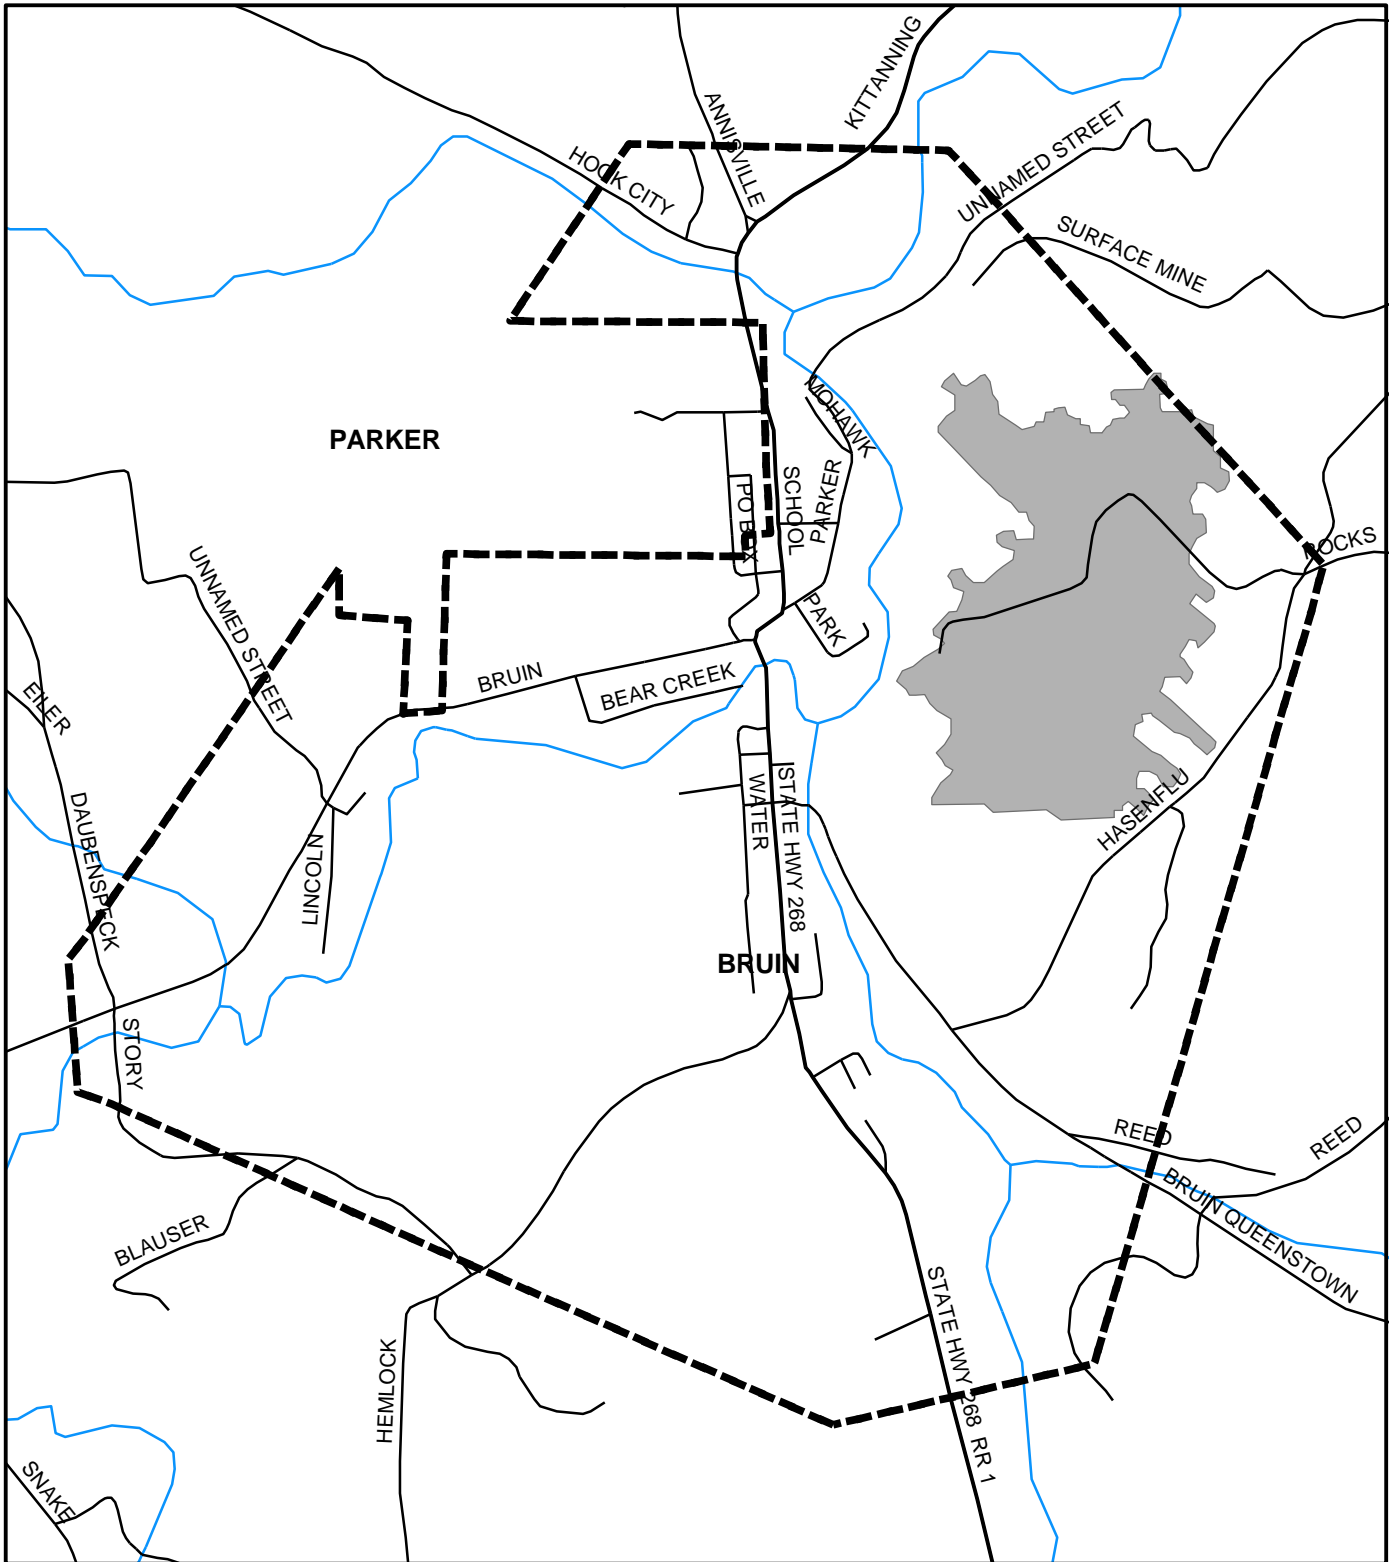 KITTANNING
ANNISVILLE
UNNAMED STREET
HOOK CITY
SURFACE MINE
MOHAWK
PARKER
SCHOOL
PARKER
PO BOX
ROCKS
UNNAMED STREET
PARK
BRUIN
BEAR CREEK
EILER
DAUBENSPECK
WATER
STATE HWY 268
HASENFLU
LINCOLN
BRUIN
STORY
REED
REED
BRUIN QUEENSTOWN
BLAUSER
STATE HWY 268 RR 1
HEMLOCK
SNAKE